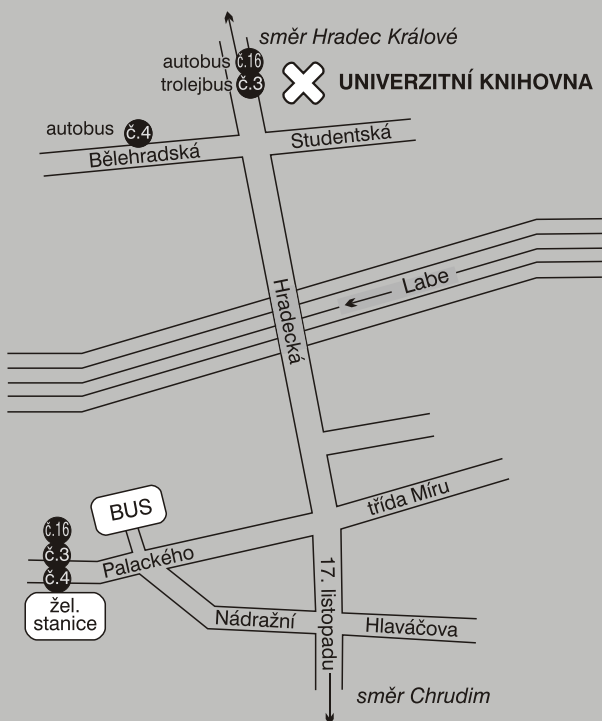 směr Hradec Králové
autobus č.16
trolejbus č.3
UNIVERZITNÍ KNIHOVNA
autobus č.4
Bělehradská
Studentská
Labe
Hradecká
třída Míru
BUS
č.16
č.3
č.4
Palackého
žel.
stanice
17. listopadu
Nádražní
Hlaváčova
směr Chrudim